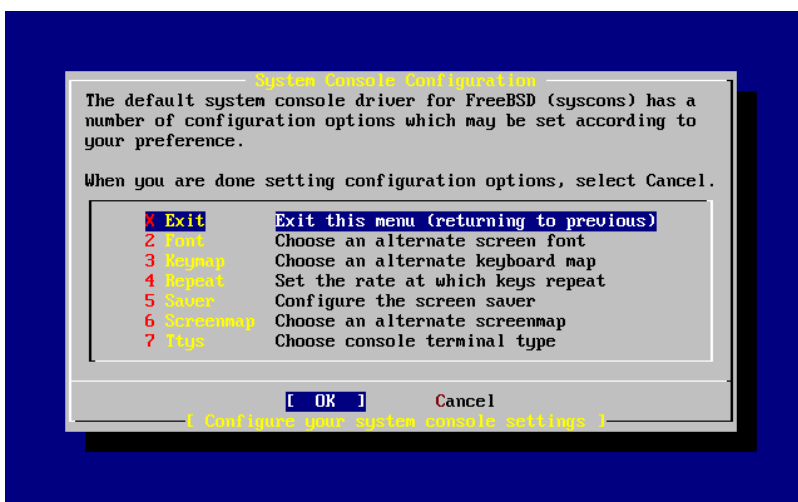 System Console Configuration
The default system console driver for FreeBSD (syscons) has a
number of configuration options which may be set according to
your preference.
When you are done setting configuration options, select Cancel.
X Exit Exit this menu (returning to previous)
2 Font Choose an alternate screen font
3 Keymap Choose an alternate keyboard map
4 Repeat Set the rate at which keys repeat
5 Saver Configure the screen saver
6 Screenmap Choose an alternate screenmap
7 Ttys Choose console terminal type
[ OK ] Cancel
[ Configure your system console settings ]